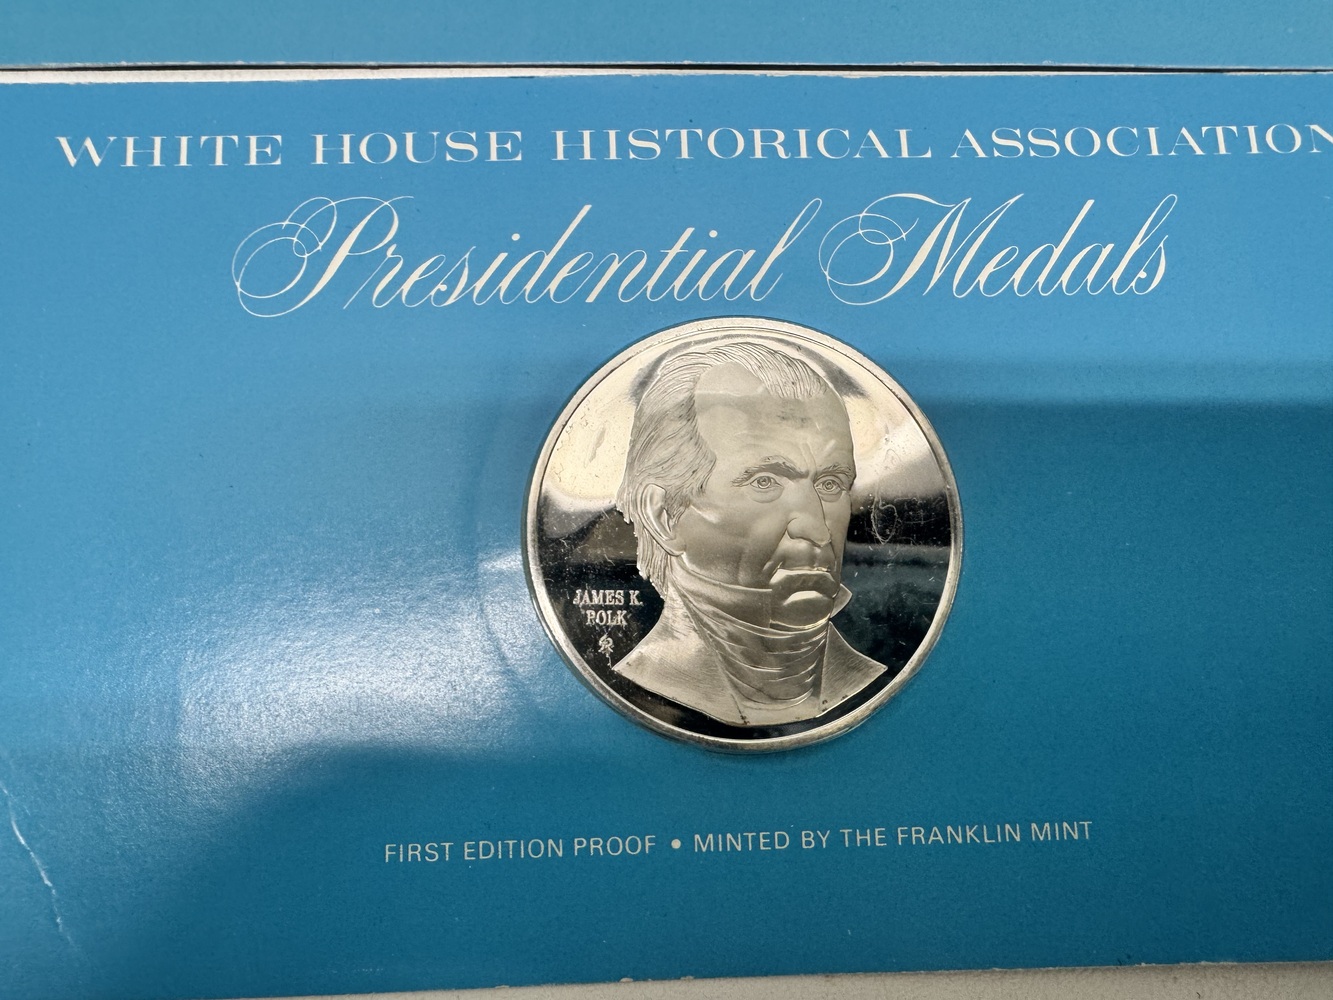 WHITE HOUSE HISTORICAL ASSOCIATION
Presidential Medals
JAMES K.
POLK
FIRST EDITION PROOF • MINTED BY THE FRANKLIN MINT